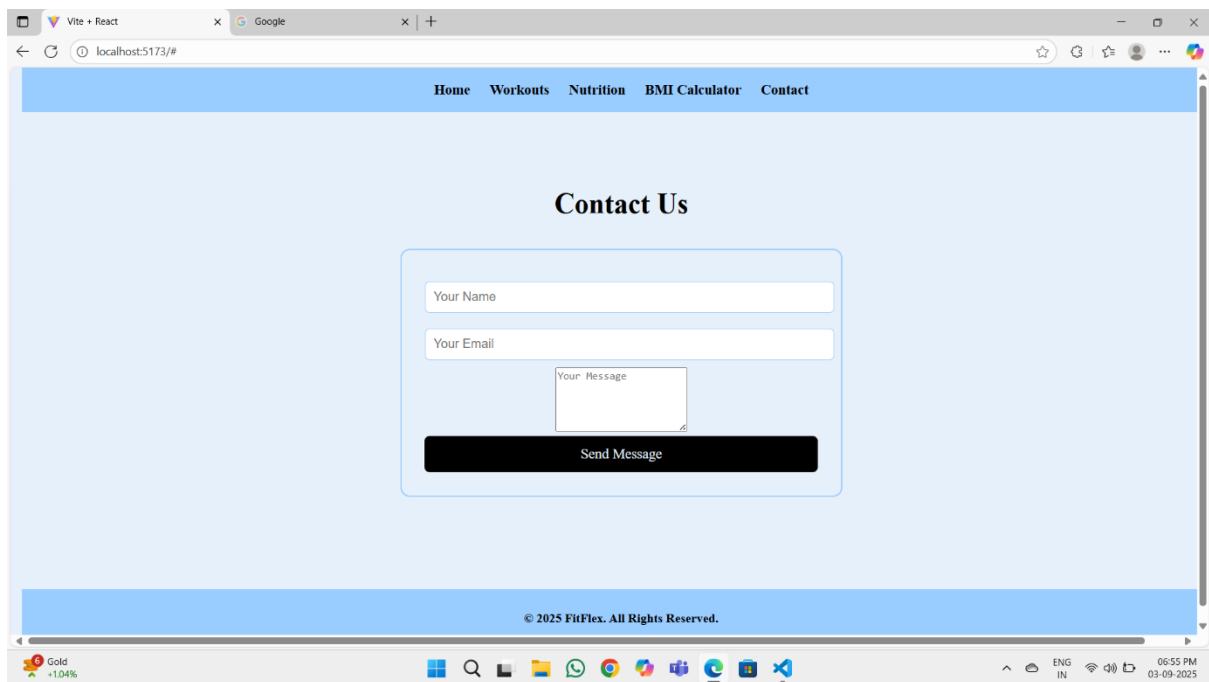 Vite + React
Google
localhost:5173/#
Home Workouts Nutrition BMI Calculator Contact
Contact Us
Your Name
Your Email
Your Message
Send Message
© 2025 FitFlex. All Rights Reserved.
6
Gold
+1.04%
ENG
IN
06:55 PM
03-09-2025